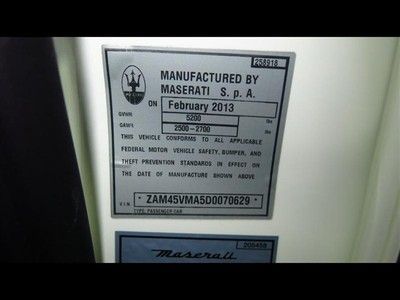 258918
MANUFACTURED BY
MASERATI S. p. A.
ON February 2013
GVWR 5200 lbs
GAWR 2500-2700 lbs
THIS VEHICLE CONFORMS TO ALL APPLICABLE
FEDERAL MOTOR VEHICLE SAFETY, BUMPER, AND
THEFT PREVENTION STANDARDS IN EFFECT ON
THE DATE OF MANUFACTURE SHOWN ABOVE
V.I.N. * ZAM45VMA5D0070629 *
TYPE: PASSENGER CAR
Maserati
205458